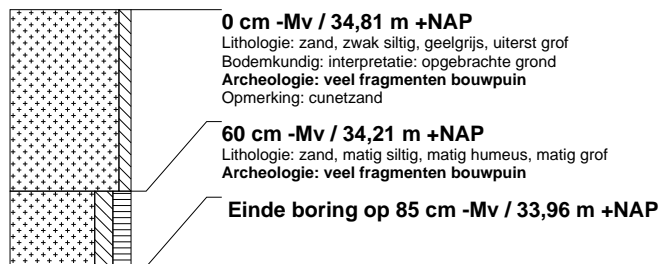 0 cm -Mv / 34,81 m +NAP
Lithologie: zand, zwak siltig, geelgrijs, uiterst grof
Bodemkundig: interpretatie: opgebrachte grond
Archeologie: veel fragmenten bouwpuin
Opmerking: cunetzand
60 cm -Mv / 34,21 m +NAP
Lithologie: zand, matig siltig, matig humeus, matig grof
Archeologie: veel fragmenten bouwpuin
Einde boring op 85 cm -Mv / 33,96 m +NAP